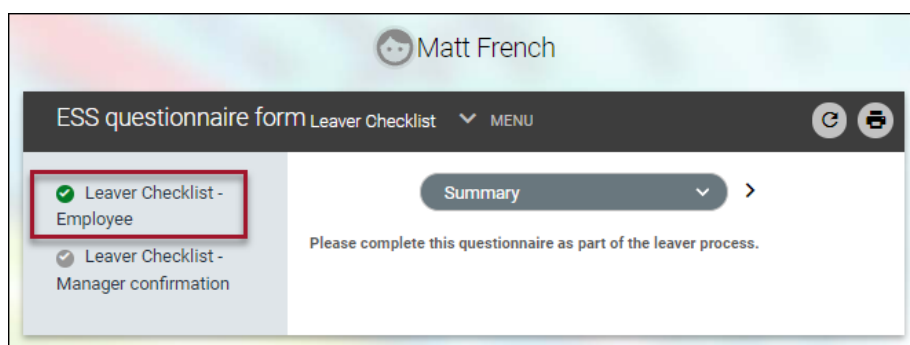 Matt French
ESS questionnaire form Leaver Checklist MENU
Leaver Checklist -
Employee
Leaver Checklist -
Manager confirmation
Summary
Please complete this questionnaire as part of the leaver process.